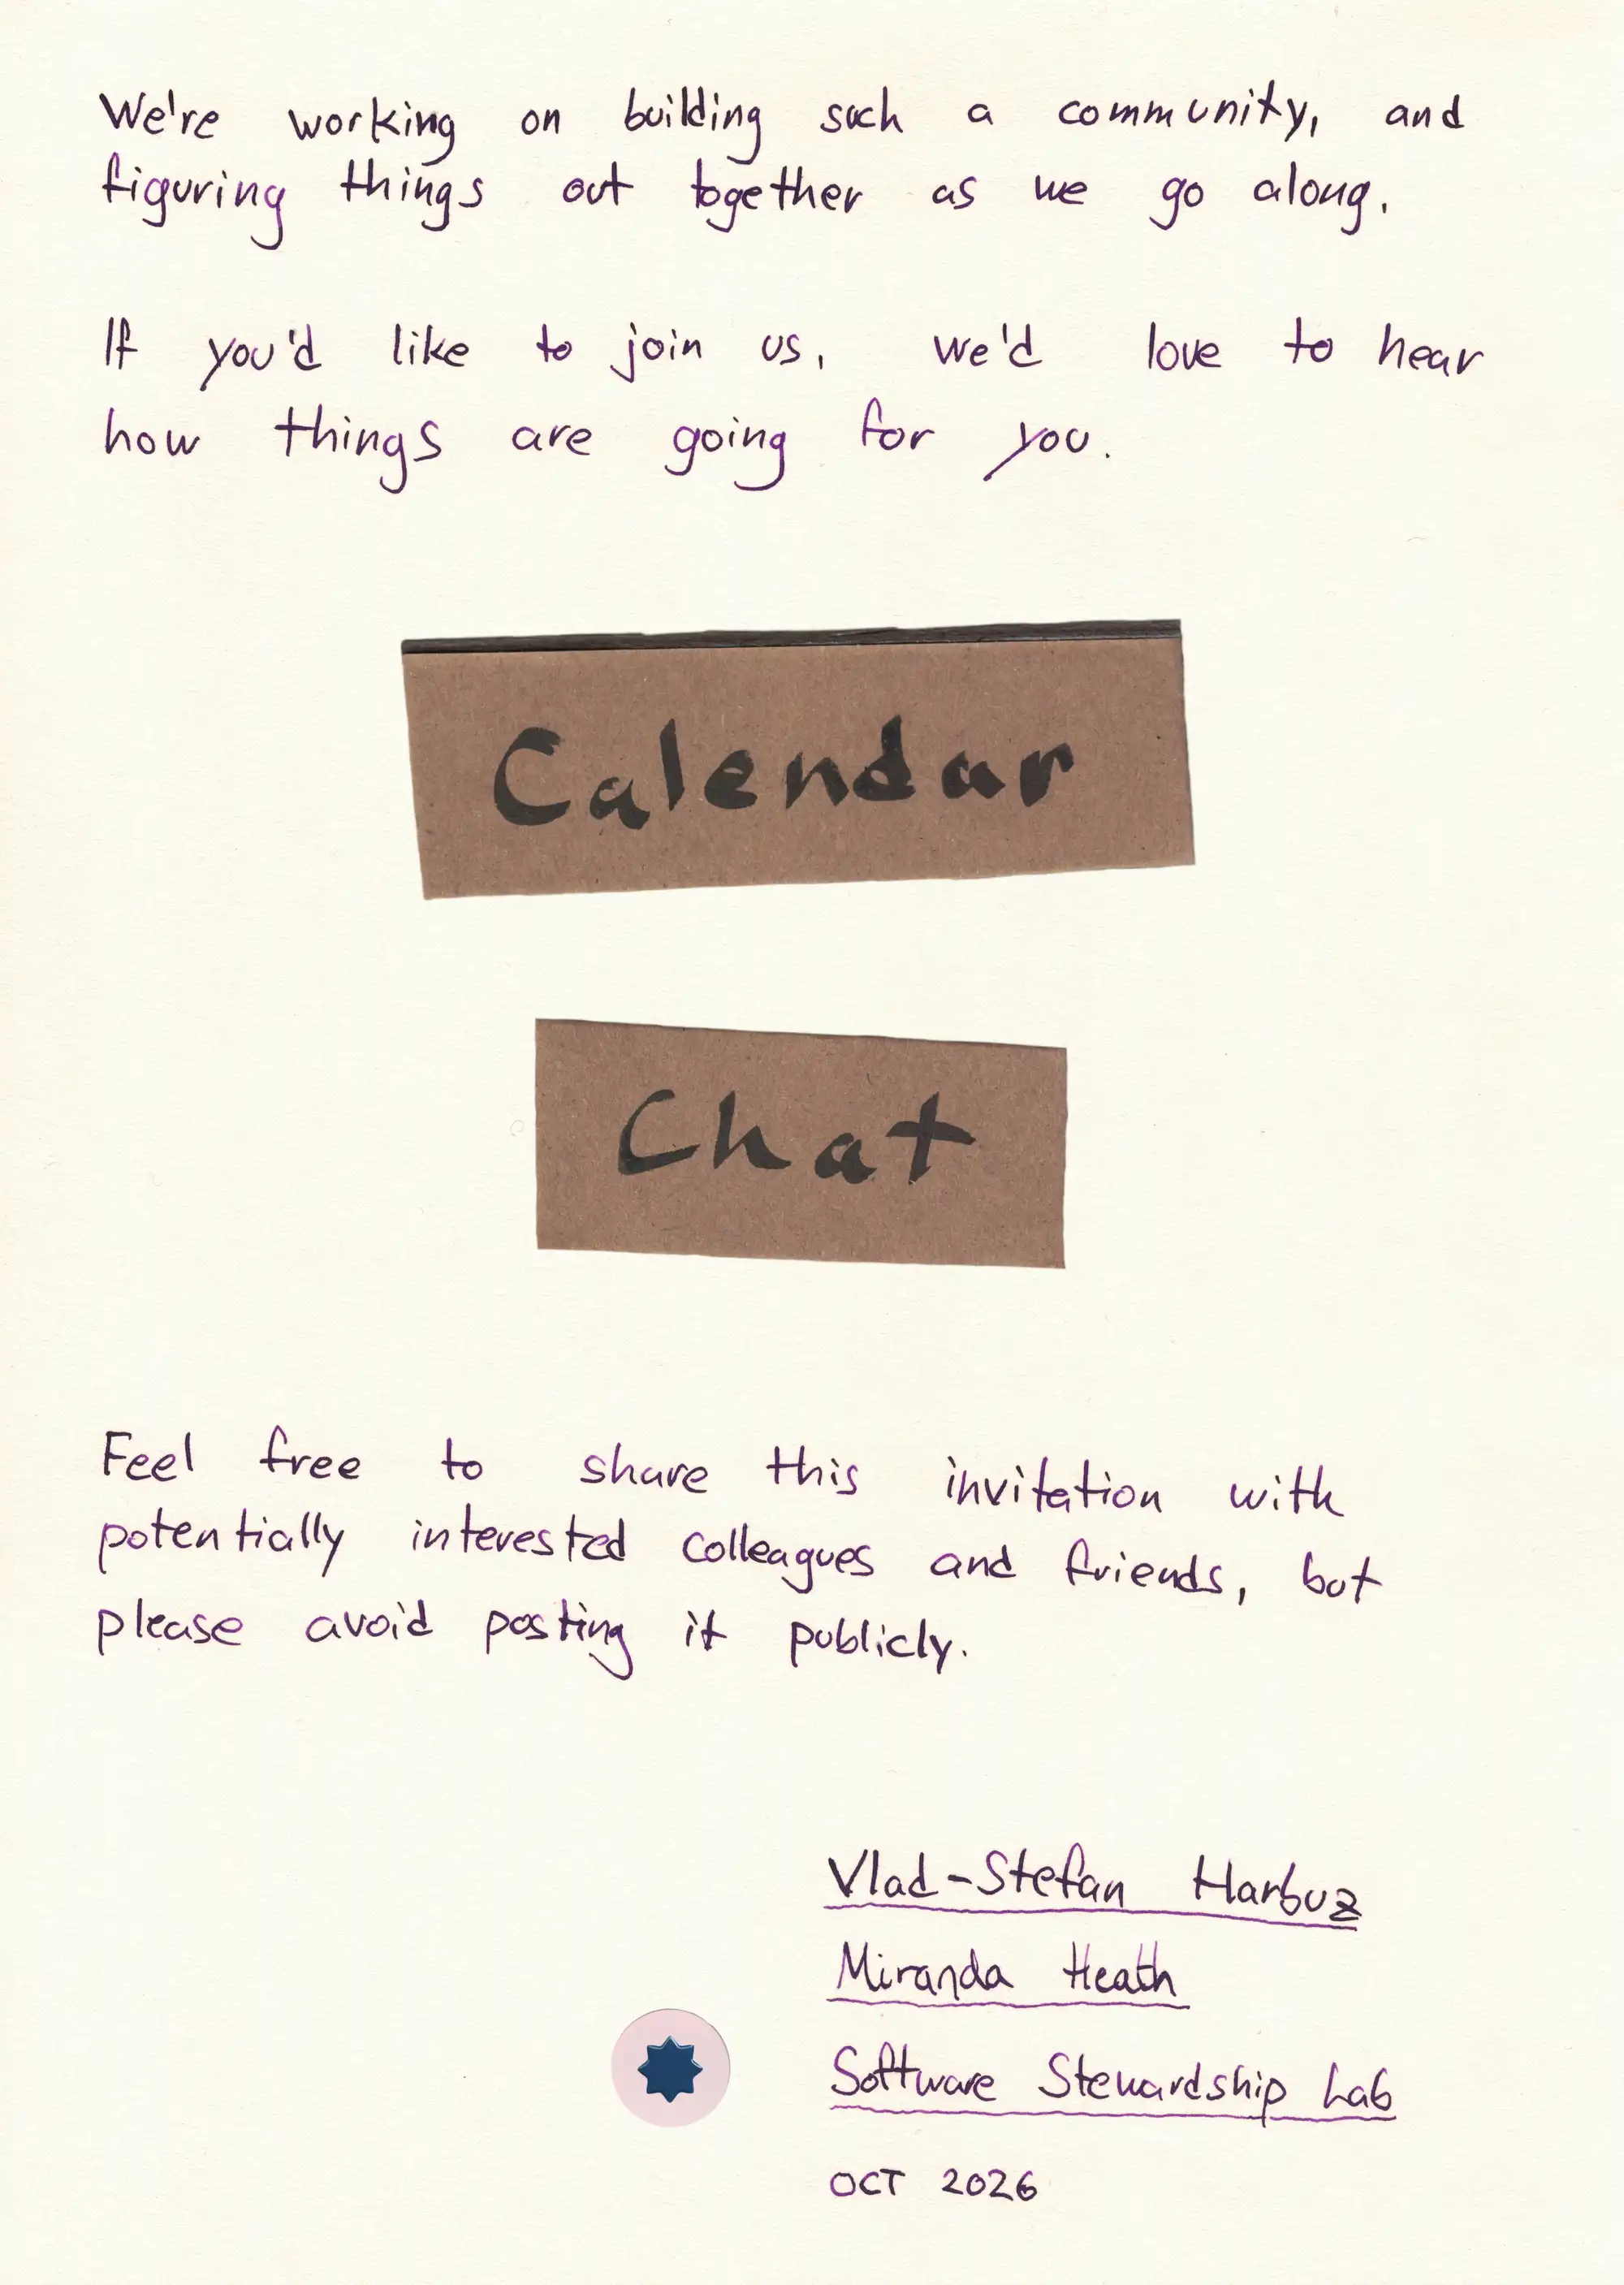 We're working on building such a community, and
figuring things out together as we go along.
If you'd like to join us, we'd love to hear
how things are going for you.
Calendar
Chat
Feel free to share this invitation with
potentially interested colleagues and friends, but
please avoid posting it publicly.
Vlad-Stefan Harbuz
Miranda Heath
Software Stewardship Lab
OCT 2026